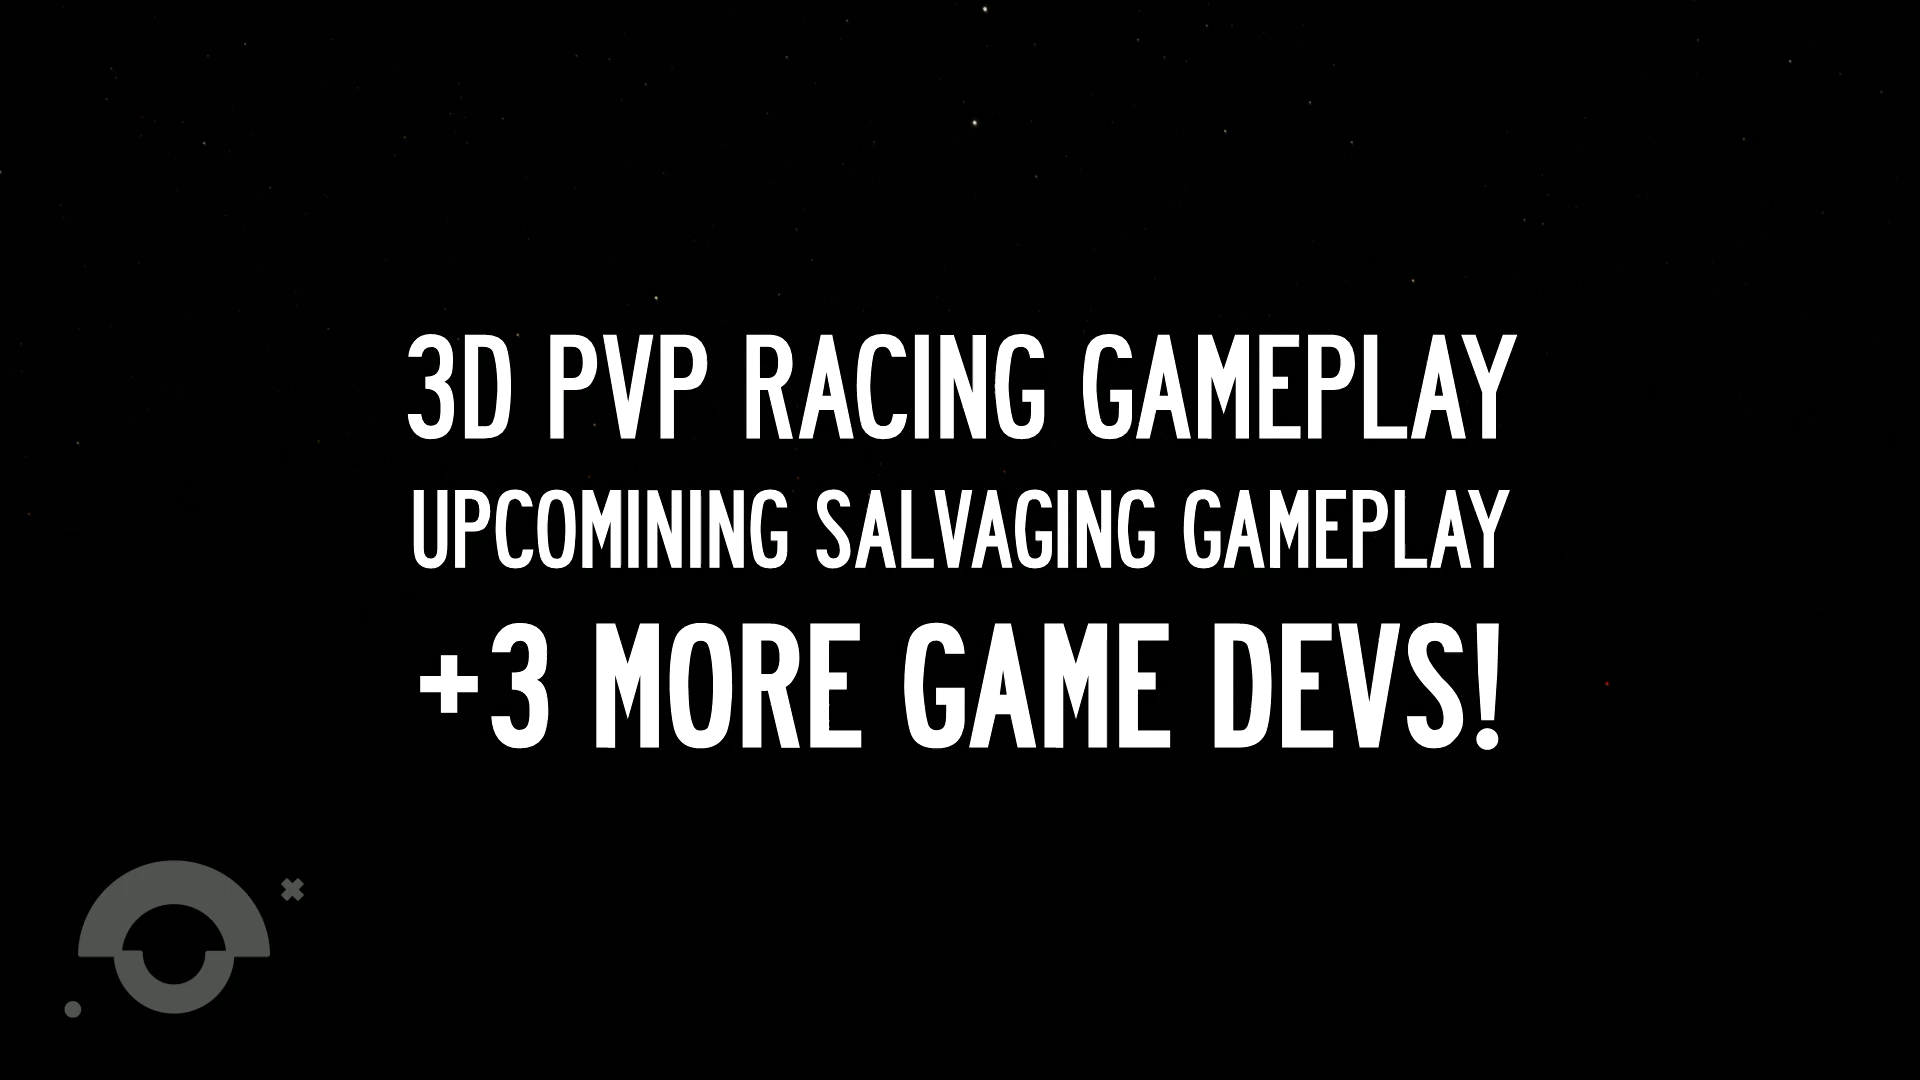 3D PVP RACING GAMEPLAY
UPCOMINING SALVAGING GAMEPLAY
+3 MORE GAME DEVS!